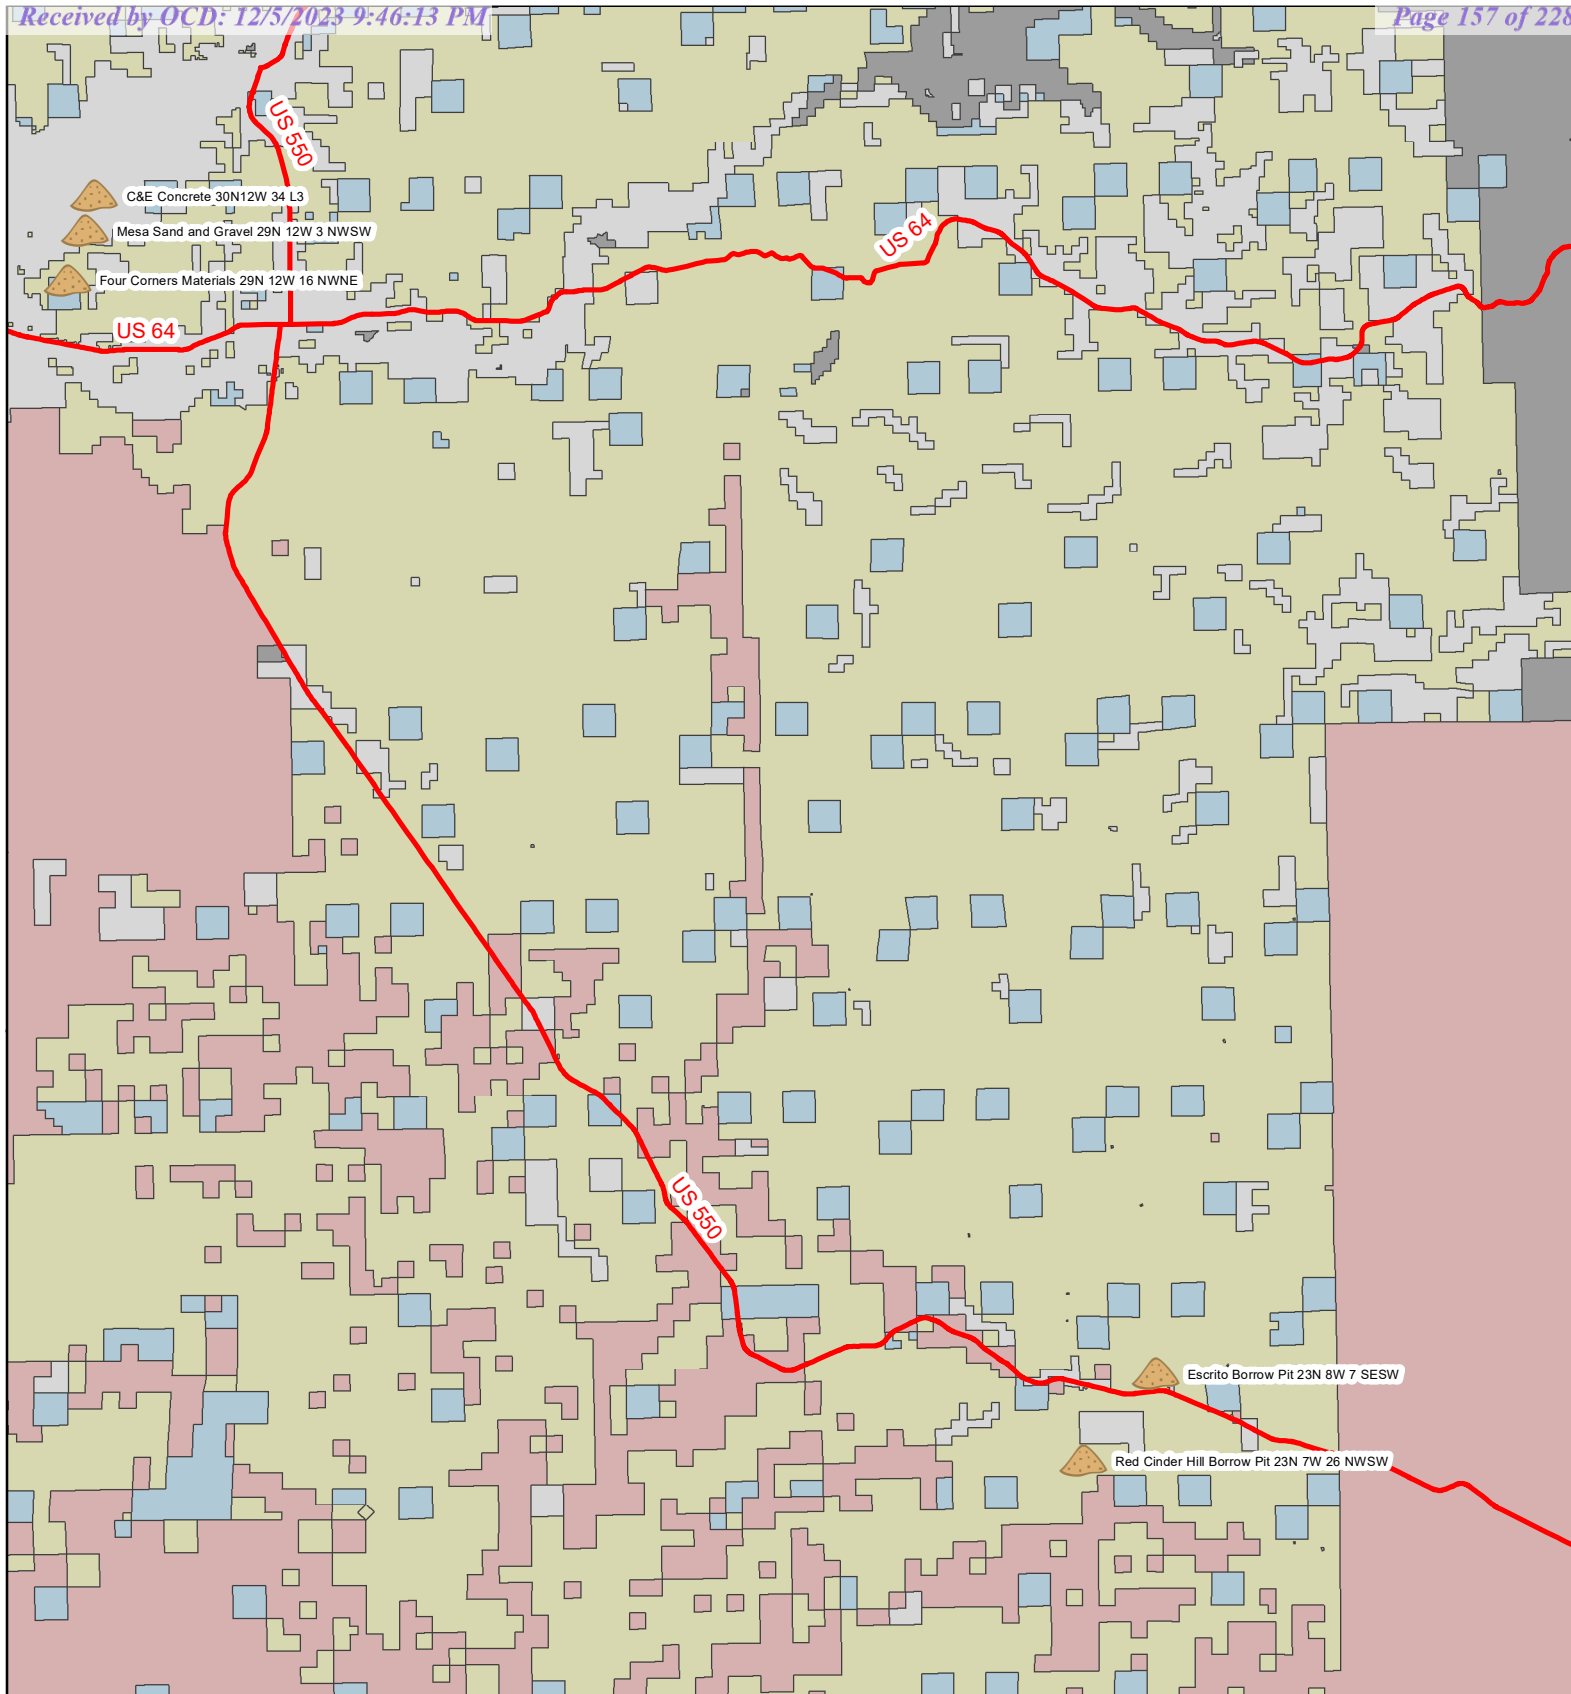 Received by OCD: 12/5/2023 9:46:13 PM
Page 157 of 228
US 550
C&E Concrete 30N12W 34 L3
Mesa Sand and Gravel 29N 12W 3 NWSW
US 64
Four Corners Materials 29N 12W 16 NWNE
US 64
US 550
Escrito Borrow Pit 23N 8W 7 SESW
Red Cinder Hill Borrow Pit 23N 7W 26 NWSW